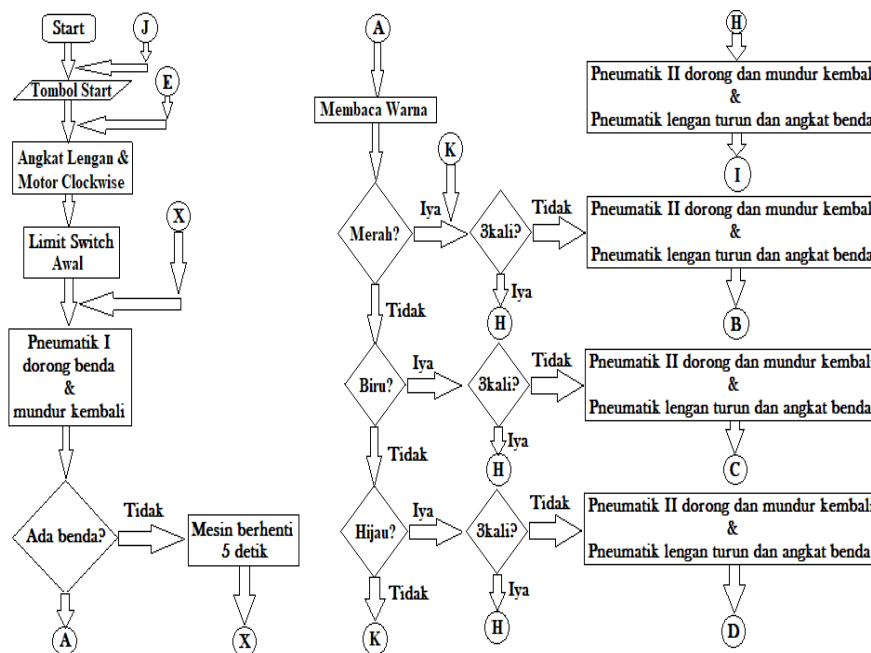 Start
J
Tombol Start
E
Angkat Lengan &
Motor Clockwise
X
Limit Switch
Awal
Pneumatik I
dorong benda
&
mundur kembali
Ada benda?
Tidak
Mesin berhenti
5 detik
A
X
A
Membaca Warna
K
Merah?
Iya
3kali?
Tidak
Iya
H
Tidak
Biru?
Iya
3kali?
Tidak
Iya
H
Tidak
Hijau?
Iya
3kali?
Tidak
Iya
H
Tidak
K
H
Pneumatik II dorong dan mundur kembali
&
Pneumatik lengan turun dan angkat benda
I
Pneumatik II dorong dan mundur kembali
&
Pneumatik lengan turun dan angkat benda
B
Pneumatik II dorong dan mundur kembali
&
Pneumatik lengan turun dan angkat benda
C
Pneumatik II dorong dan mundur kembali
&
Pneumatik lengan turun dan angkat benda
D